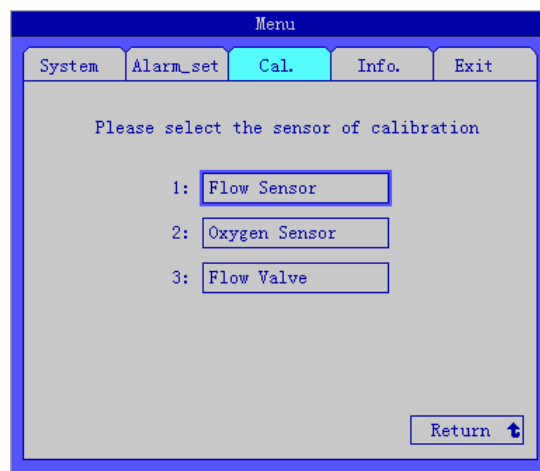 Menu
System Alarm_set Cal. Info. Exit
Please select the sensor of calibration
1: Flow Sensor
2: Oxygen Sensor
3: Flow Valve
Return